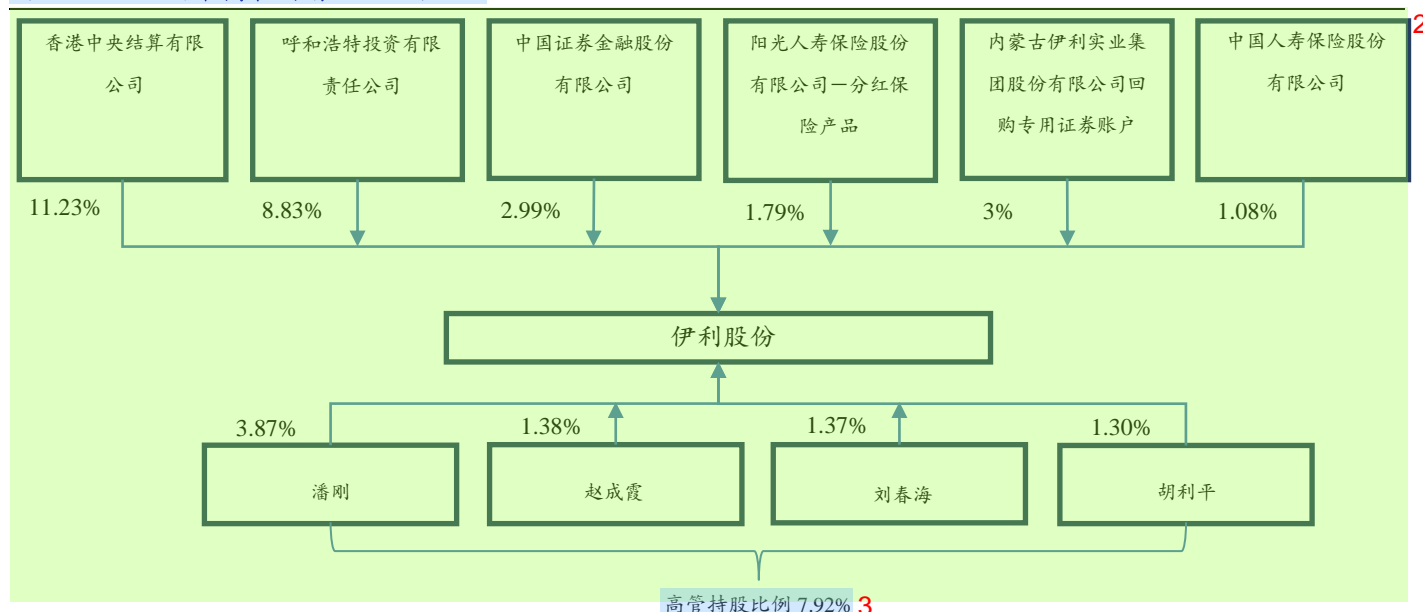 香港中央结算有限
公司
呼和浩特投资有限
责任公司
中国证券金融股份
有限公司
阳光人寿保险股份
有限公司－分红保
险产品
内蒙古伊利实业集
团股份有限公司回
购专用证券账户
中国人寿保险股份
有限公司
2
11.23%
8.83%
2.99%
1.79%
3%
1.08%
伊利股份
3.87%
1.38%
1.37%
1.30%
潘刚
赵成霞
刘春海
胡利平
高管持股比例 7.92% 3